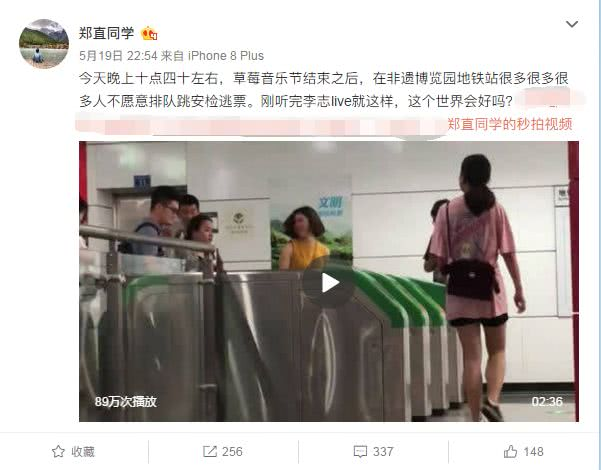 郑直同学
5月19日 22:54 来自 iPhone 8 Plus
今天晚上十点四十左右，草莓音乐节结束之后，在非遗博览园地铁站很多很多很
多人不愿意排队跳安检逃票。刚听完李志live就这样，这个世界会好吗？
郑直同学的秒拍视频
文明
89万次播放
02:36
收藏
256
337
148